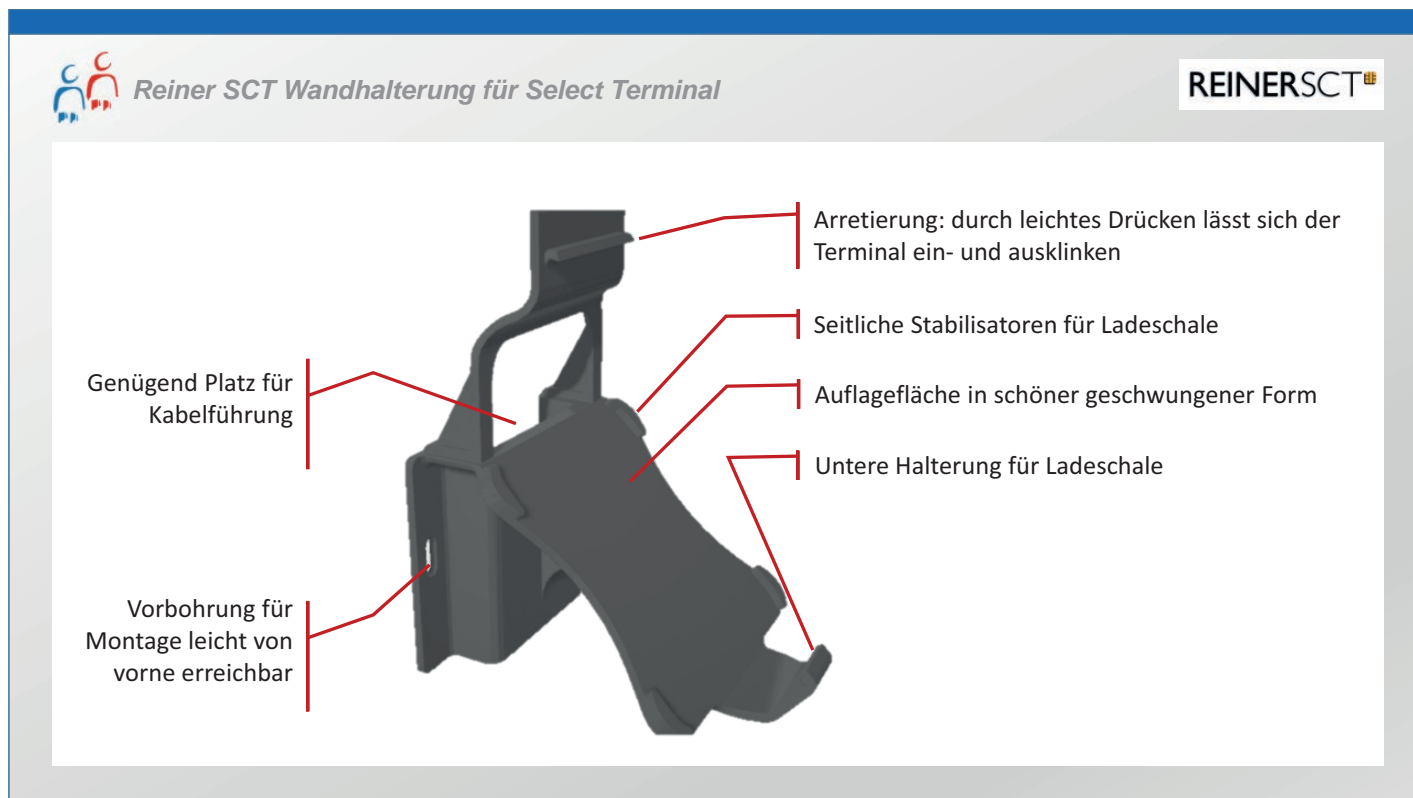 Reiner SCT Wandhalterung für Select Terminal
REINERSCT
Arretierung: durch leichtes Drücken lässt sich der
Terminal ein- und ausklinken
Seitliche Stabilisatoren für Ladeschale
Genügend Platz für
Kabelführung
Auflagefläche in schöner geschwungener Form
Untere Halterung für Ladeschale
Vorbohrung für
Montage leicht von
vorne erreichbar